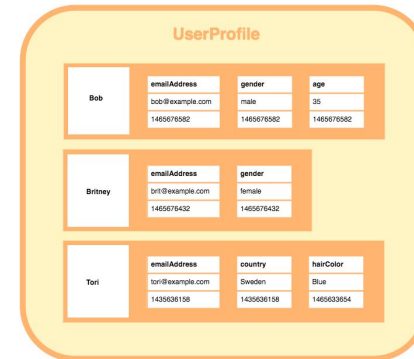 UserProfile
Bob
emailAddress gender age
bob@example.com male 35
1465676582 1465676582 1465676582
Britney
emailAddress gender
brit@example.com female
1465676432 1465676432
Tori
emailAddress country hairColor
tori@example.com Sweden Blue
1435636158 1435636158 1465633654